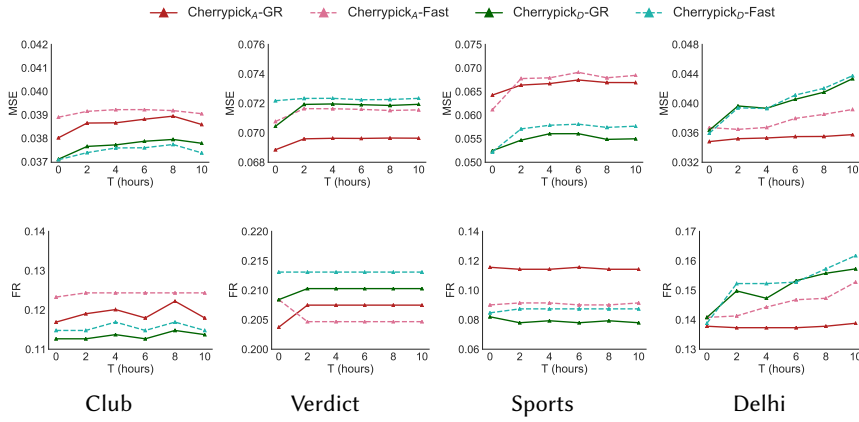 Cherrypick_A-GR Cherrypick_A-Fast Cherrypick_D-GR Cherrypick_D-Fast
MSE
0.042
0.041
0.040
0.039
0.038
0.037
0 2 4 6 8 10
T (hours)
MSE
0.076
0.074
0.072
0.070
0.068
0 2 4 6 8 10
T (hours)
MSE
0.075
0.070
0.065
0.060
0.055
0.050
0 2 4 6 8 10
T (hours)
MSE
0.048
0.044
0.040
0.036
0.032
0 2 4 6 8 10
T (hours)
FR
0.14
0.13
0.12
0.11
0 2 4 6 8 10
T (hours)
FR
0.220
0.215
0.210
0.205
0.200
0 2 4 6 8 10
T (hours)
FR
0.14
0.12
0.10
0.08
0.06
0 2 4 6 8 10
T (hours)
FR
0.17
0.16
0.15
0.14
0.13
0 2 4 6 8 10
T (hours)
Club Verdict Sports Delhi